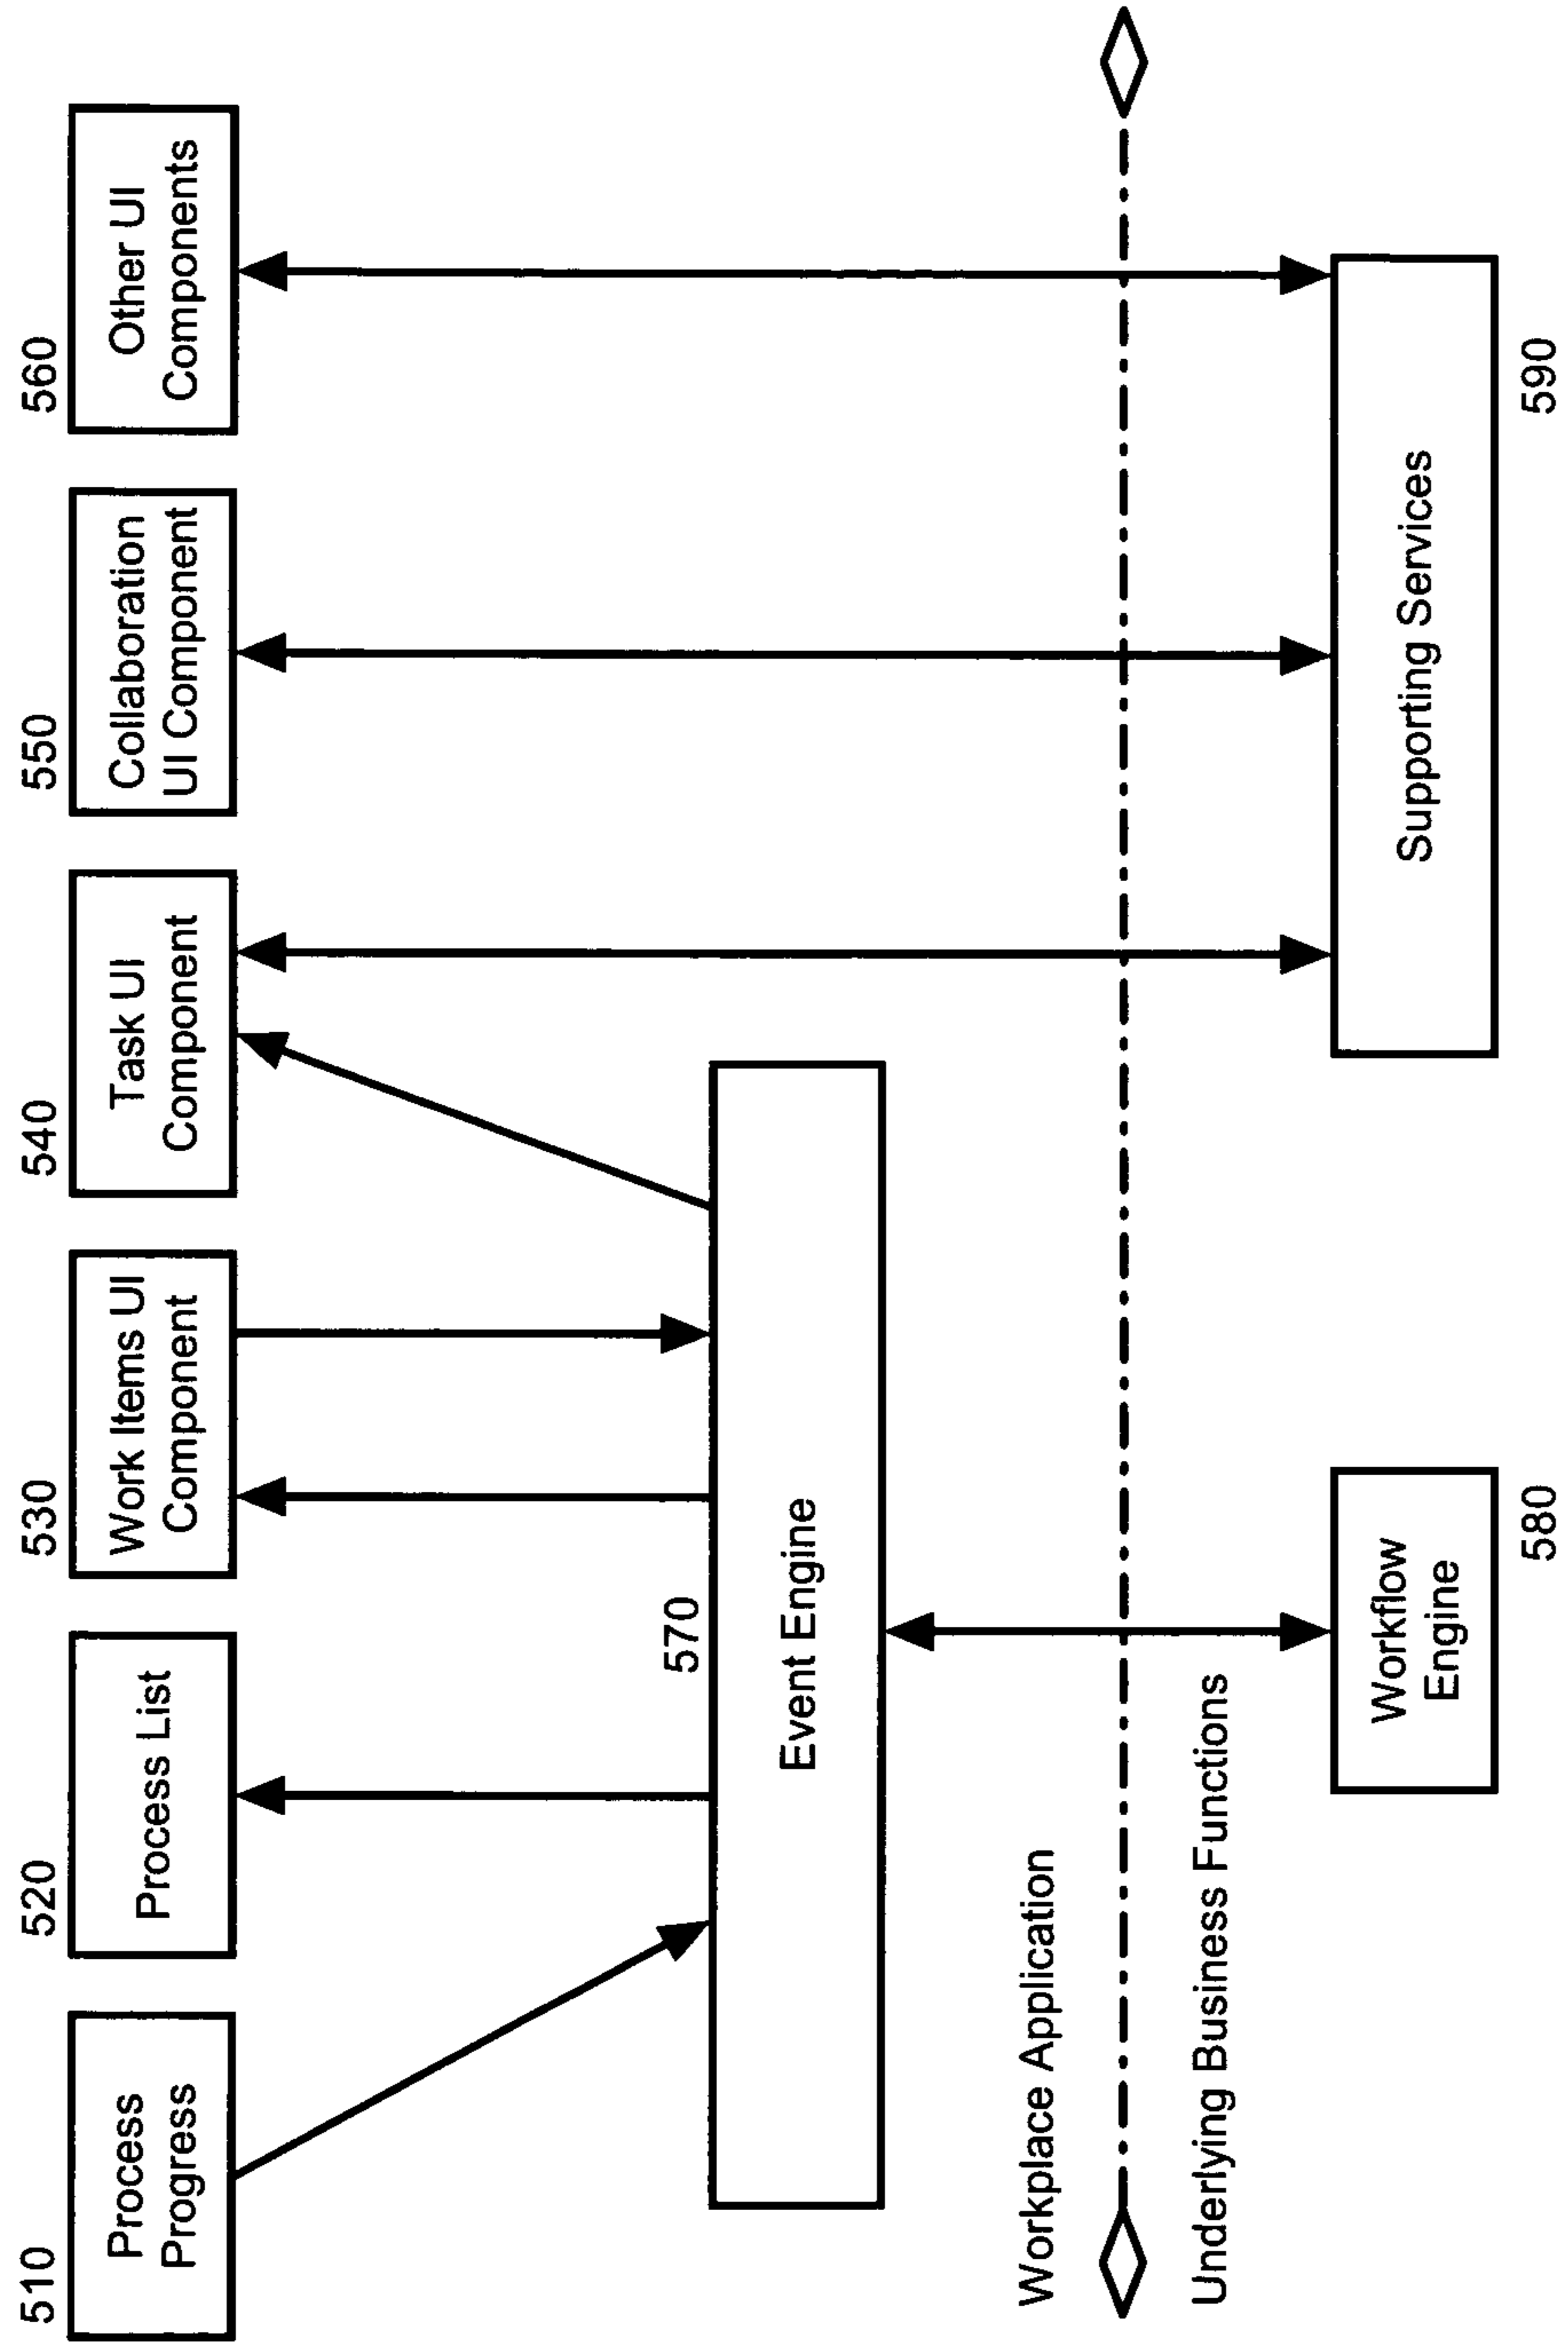 510
Process
Progress
520
Process List
530
Work Items UI
Component
540
Task UI
Component
550
Collaboration
UI Component
560
Other UI
Components
570
Event Engine
Workplace Application
Underlying Business Functions
Workflow
Engine
580
Supporting Services
590